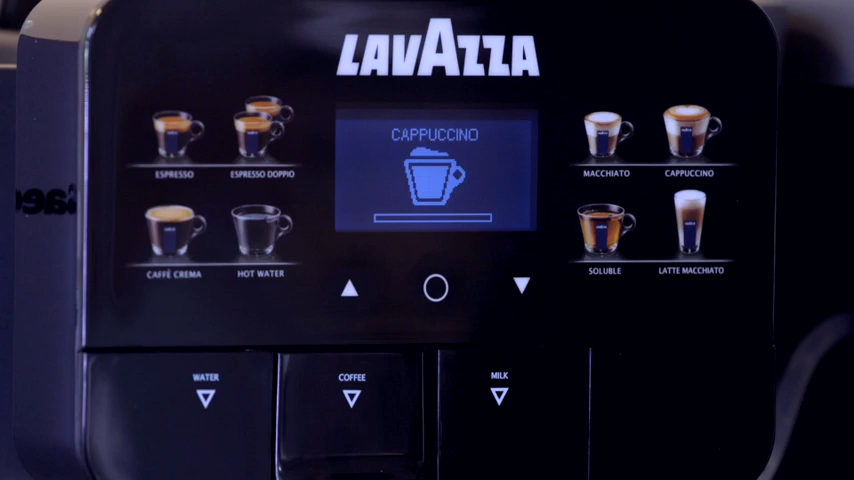 LAVAZZA
CAPPUCCINO
ESPRESSO
ESPRESSO DOPPIO
CAFFÈ CREMA
HOT WATER
MACCHIATO
CAPPUCCINO
SOLUBLE
LATTE MACCHIATO
WATER
COFFEE
MILK